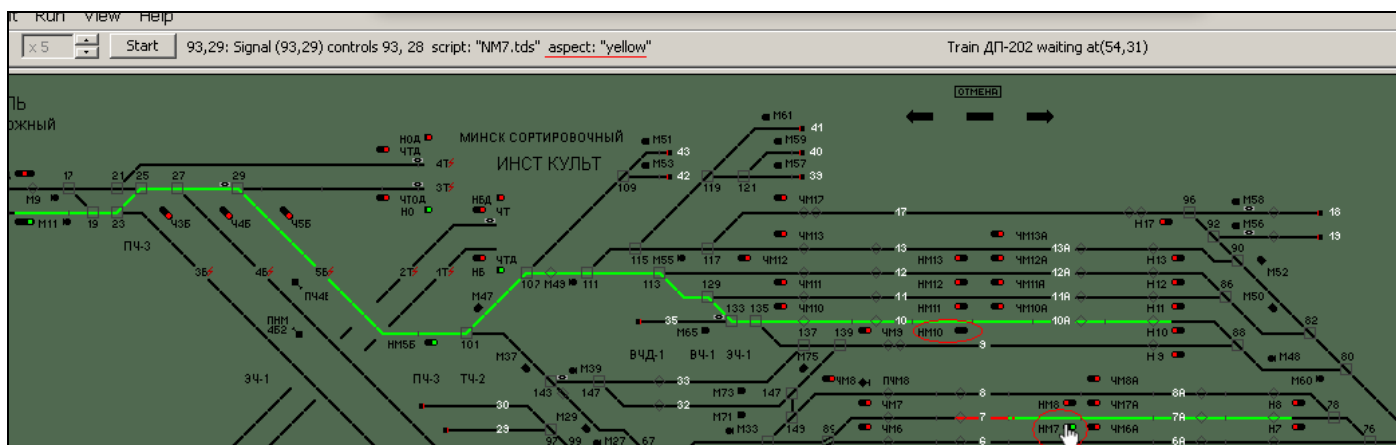 Run View Help
x 5 Start 93,29: Signal (93,29) controls 93, 28 script: "NM7.tds" aspect: "yellow" Train ДП-202 waiting at(54,31)
ОТМЕНА
М61
41
НОД МИНСК СОРТИРОВОЧНЫЙ М51 М59
ЧТД 43 40
4Т ИНСТ КУЛЬТ М53 М57
17 21 25 27 29 42 39
3Т 109 119 121
М9 ЧТОД НБД ЧМ17 96 М58
НО ЧТ 17 18
М11 19 23 Ч3Б Ч4Б Ч5Б Н17 92 М56
ЧМ13 ЧМ13А 19
ПЧ-3 115 М55 117 13 13А 90
ЧТД ЧМ12 НМ13 ЧМ12А Н13
3Б 4Б 5Б 2Т 1Т НБ 12 12А М52
107 М49 111 113 ЧМ11 НМ12 ЧМ11А Н12 86
ПЧ4Б М47 129 11 11А М50
ЧМ10 НМ11 ЧМ10А Н11
ПНМ 35 133 135 10 10А 82
4Б2 НМ5Б 101 М65 137 139 ЧМ9 НМ10 Н10 88
9
М37 ВЧД-1 ВЧ-1 ЭЧ-1 М75 Н9 М48 80
М39
ЭЧ-1 ПЧ-3 ТЧ-2 33 ЧМ8 ПЧМ8 ЧМ8А М60
143 147 М73 147 8 8А
30 32 ЧМ7 НМ8 ЧМ7А Н8 78
М29 М71 7 7А
29 М33 149 89 ЧМ6 НМ7 ЧМ6А Н7 76
97 99 М27 67 6 6А